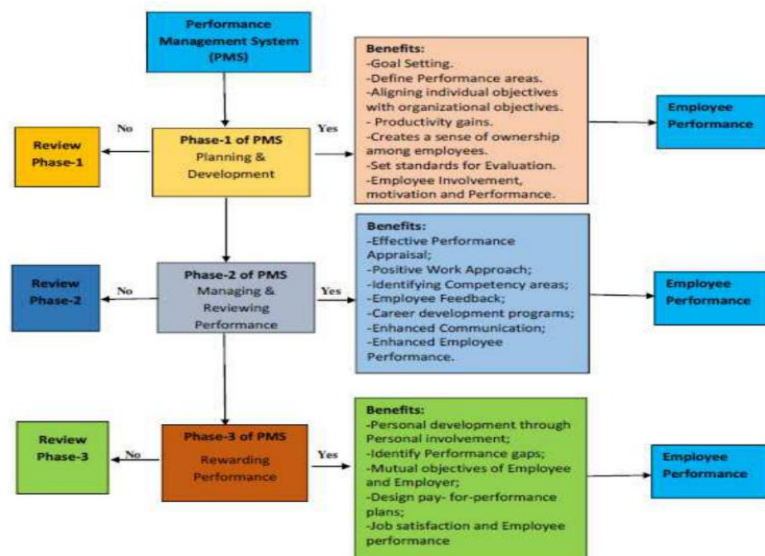 Performance
Management System
(PMS)
Benefits:
-Goal Setting.
-Define Performance areas.
-Aligning individual objectives
with organizational objectives.
- Productivity gains.
-Creates a sense of ownership
among employees.
-Set standards for Evaluation.
-Employee Involvement,
motivation and Performance.
Employee
Performance
No
Yes
Review
Phase-1
Phase-1 of PMS
Planning &
Development
Benefits:
-Effective Performance
Appraisal;
-Positive Work Approach;
-Identifying Competency areas;
-Employee Feedback;
-Career development programs;
-Enhanced Communication;
-Enhanced Employee
Performance.
Employee
Performance
Review
Phase-2
No
Phase-2 of PMS
Managing &
Reviewing
Performance
Yes
Benefits:
-Personal development through
Personal involvement;
-Identify Performance gaps;
-Mutual objectives of Employee
and Employer;
-Design pay- for-performance
plans;
-Job satisfaction and Employee
performance
Employee
Performance
Review
Phase-3
No
Phase-3 of PMS
Rewarding
Performance
Yes